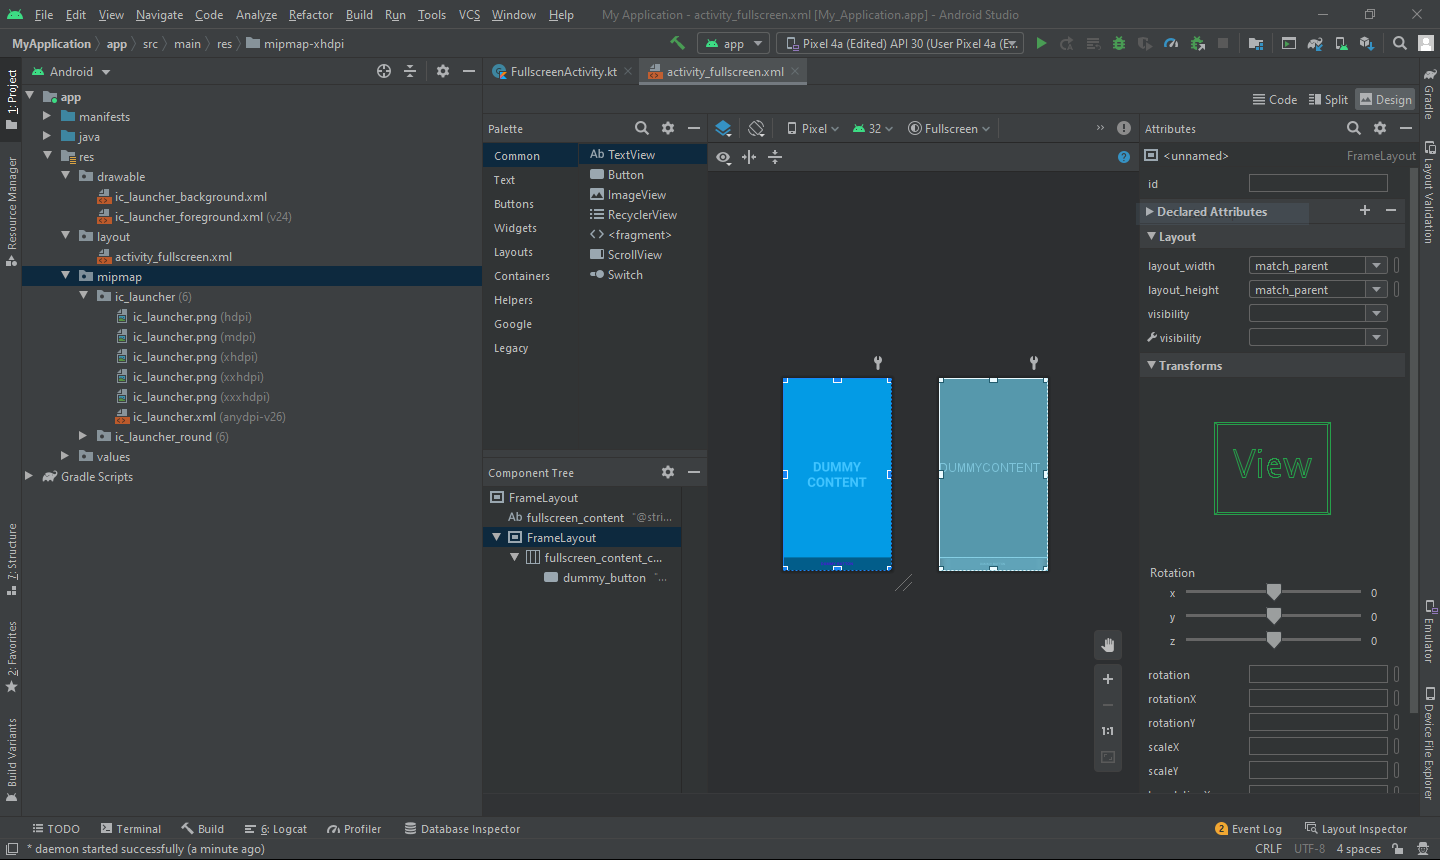 File Edit View Navigate Code Analyze Refactor Build Run Tools VCS Window Help My Application - activity_fullscreen.xml [My_Application.app] - Android Studio
MyApplication app src main res mipmap-xhdpi app Pixel 4a (Edited) API 30 (User Pixel 4a (E...
1: Project
Resource Manager
7: Structure
2: Favorites
Build Variants
Android
app
manifests
java
res
drawable
ic_launcher_background.xml
ic_launcher_foreground.xml (v24)
layout
activity_fullscreen.xml
mipmap
ic_launcher (6)
ic_launcher.png (hdpi)
ic_launcher.png (mdpi)
ic_launcher.png (xhdpi)
ic_launcher.png (xxhdpi)
ic_launcher.png (xxxhdpi)
ic_launcher.xml (anydpi-v26)
ic_launcher_round (6)
values
Gradle Scripts
FullscreenActivity.kt activity_fullscreen.xml
Code Split Design
Palette
Common
Text
Buttons
Widgets
Layouts
Containers
Helpers
Google
Legacy
Ab TextView
Button
ImageView
RecyclerView
<fragment>
ScrollView
Switch
Component Tree
FrameLayout
Ab fullscreen_content "@stri...
FrameLayout
fullscreen_content_c...
dummy_button "...
Pixel 32 Fullscreen
DUMMY
CONTENT
DUMMYCONTENT
1:1
Attributes
<unnamed> FrameLayout
id
Declared Attributes
Layout
layout_width match_parent
layout_height match_parent
visibility
visibility
Transforms
View
Rotation
x 0
y 0
z 0
rotation
rotationX
rotationY
scaleX
scaleY
Gradle
Layout Validation
Emulator
Device File Explorer
TODO Terminal Build 6: Logcat Profiler Database Inspector 2 Event Log Layout Inspector
* daemon started successfully (a minute ago) CRLF UTF-8 4 spaces